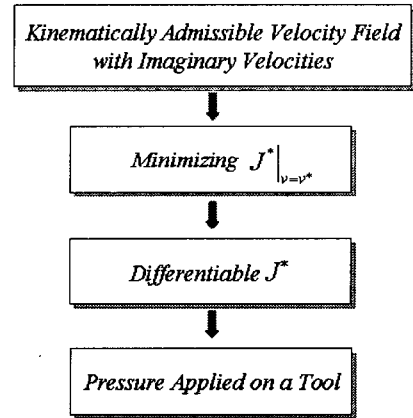 Kinematically Admissible Velocity Field
with Imaginary Velocities
Minimizing J*|ν=ν*
Differentiable J*
Pressure Applied on a Tool